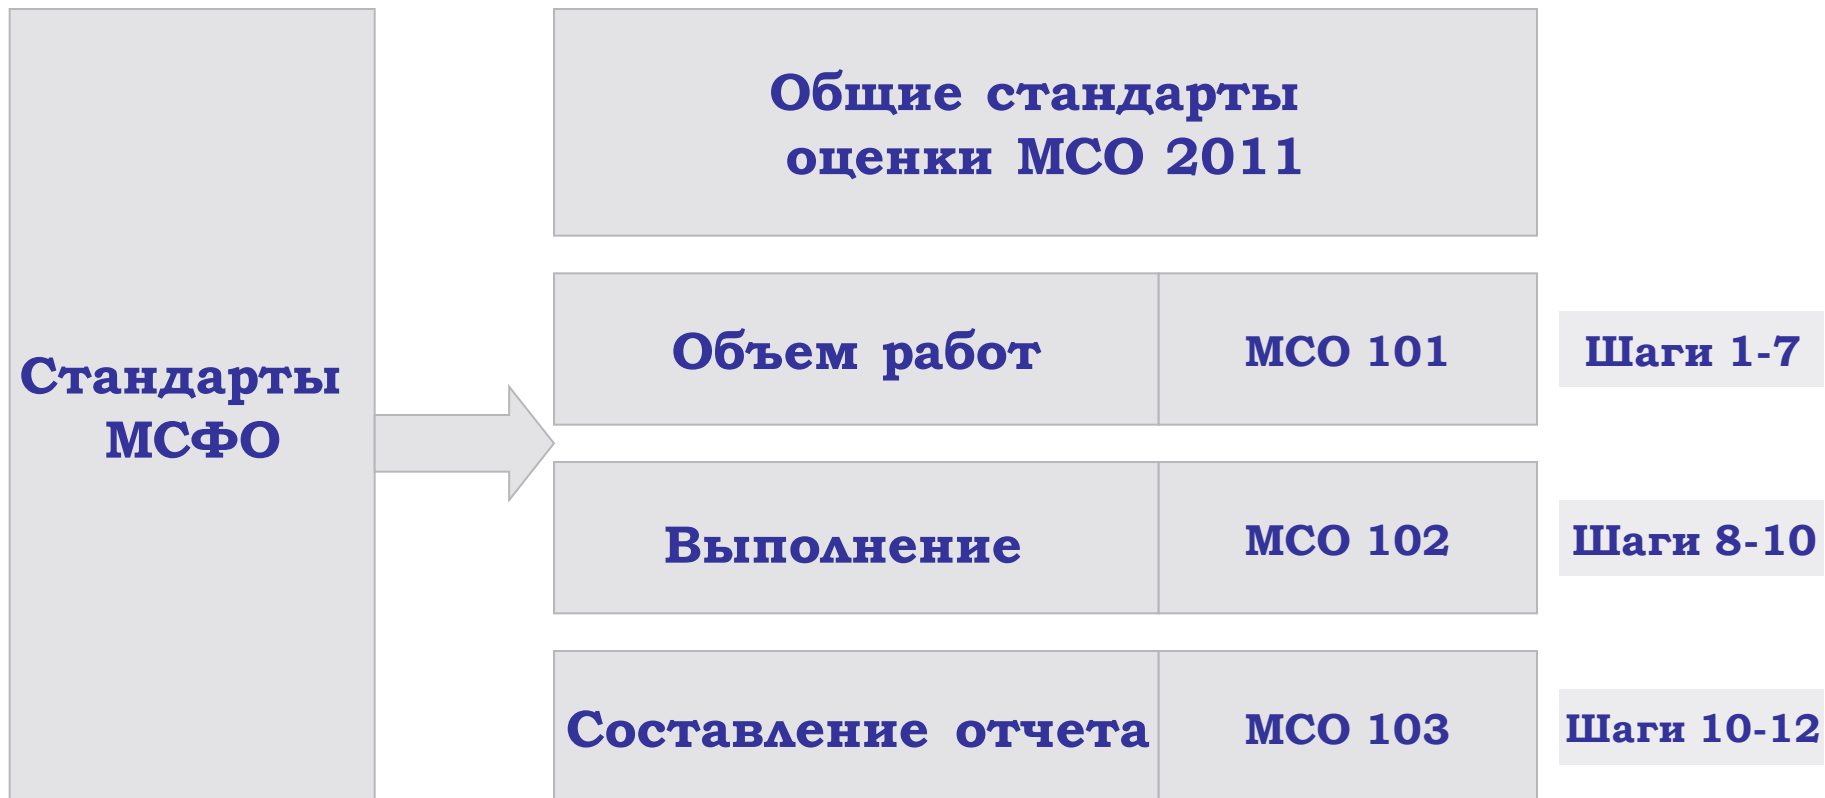 Стандарты
МСФО
Общие стандарты
оценки МСО 2011
Объем работ
МСО 101
Шаги 1-7
Выполнение
МСО 102
Шаги 8-10
Составление отчета
МСО 103
Шаги 10-12